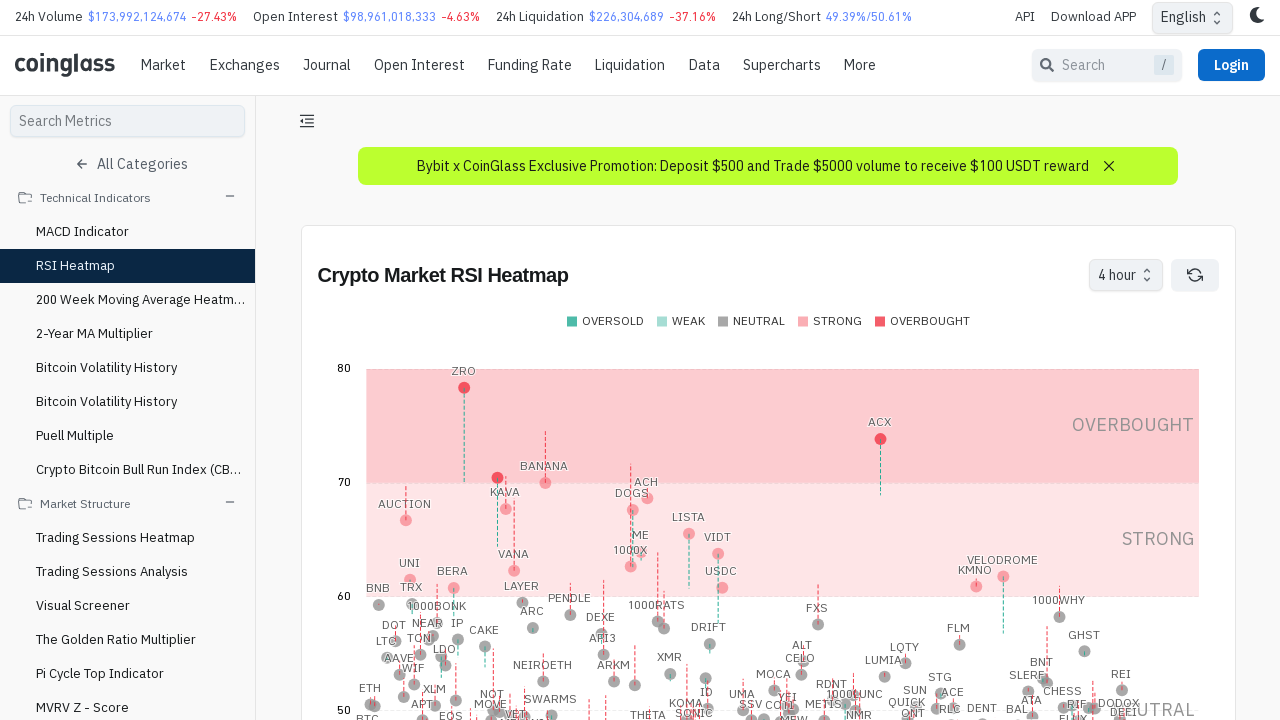 24h Volume $173,992,124,674 -27.43% Open Interest $98,961,018,333 -4.63% 24h Liquidation $226,304,689 -37.16% 24h Long/Short 49.39%/50.61% API Download APP English
coinglass Market Exchanges Journal Open Interest Funding Rate Liquidation Data Supercharts More Search / Login
Search Metrics
All Categories
Technical Indicators
MACD Indicator
RSI Heatmap
200 Week Moving Average Heatm...
2-Year MA Multiplier
Bitcoin Volatility History
Bitcoin Volatility History
Puell Multiple
Crypto Bitcoin Bull Run Index (CB...
Market Structure
Trading Sessions Heatmap
Trading Sessions Analysis
Visual Screener
The Golden Ratio Multiplier
Pi Cycle Top Indicator
MVRV Z - Score
Bybit x CoinGlass Exclusive Promotion: Deposit $500 and Trade $5000 volume to receive $100 USDT reward
Crypto Market RSI Heatmap
4 hour
OVERSOLD WEAK NEUTRAL STRONG OVERBOUGHT
80
ZRO
ACX
OVERBOUGHT
BANANA
70
ACH
KAVA DOGS
AUCTION
LISTA
ME VIDT
STRONG
1000X
VANA
VELODROME
UNI
BERA USDC KMNO
BNB TRX LAYER
60
PENDLE
1000BONK 1000RATS 1000WHY
ARC FXS
DEXE
DOT NEAR IP CAKE DRIFT FLM
TON API3 GHST
LTC LDO ALT LOTY
AAVE XMR CELO LUMIA BNT
WIF NEIROETH ARKM
MOCA STG SLERF REI
ETH XLM RDNT
NOT SWARMS ID UMA YFI 1000LUNC SUN ACE CHESS
APT MOVE KOMA SSV METIS QUICK RLC DENT ATA RIF DODOX
50
BTC EOS VET THETA SONIC MEW NMR QNT BAL NEUTRAL